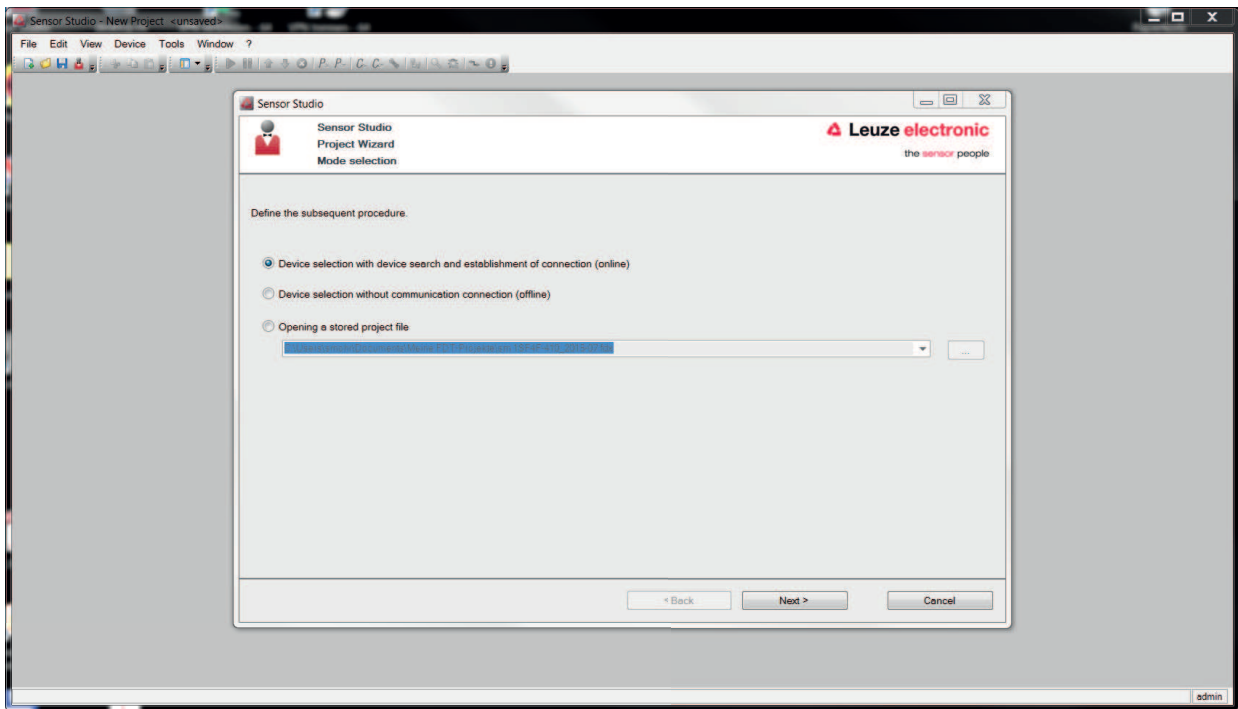 Sensor Studio - New Project <unsaved>
File Edit View Device Tools Window ?
Sensor Studio
Sensor Studio
Project Wizard
Mode selection
Leuze electronic
the sensor people
Define the subsequent procedure.
Device selection with device search and establishment of connection (online)
Device selection without communication connection (offline)
Opening a stored project file
...
< Back
Next >
Cancel
admin